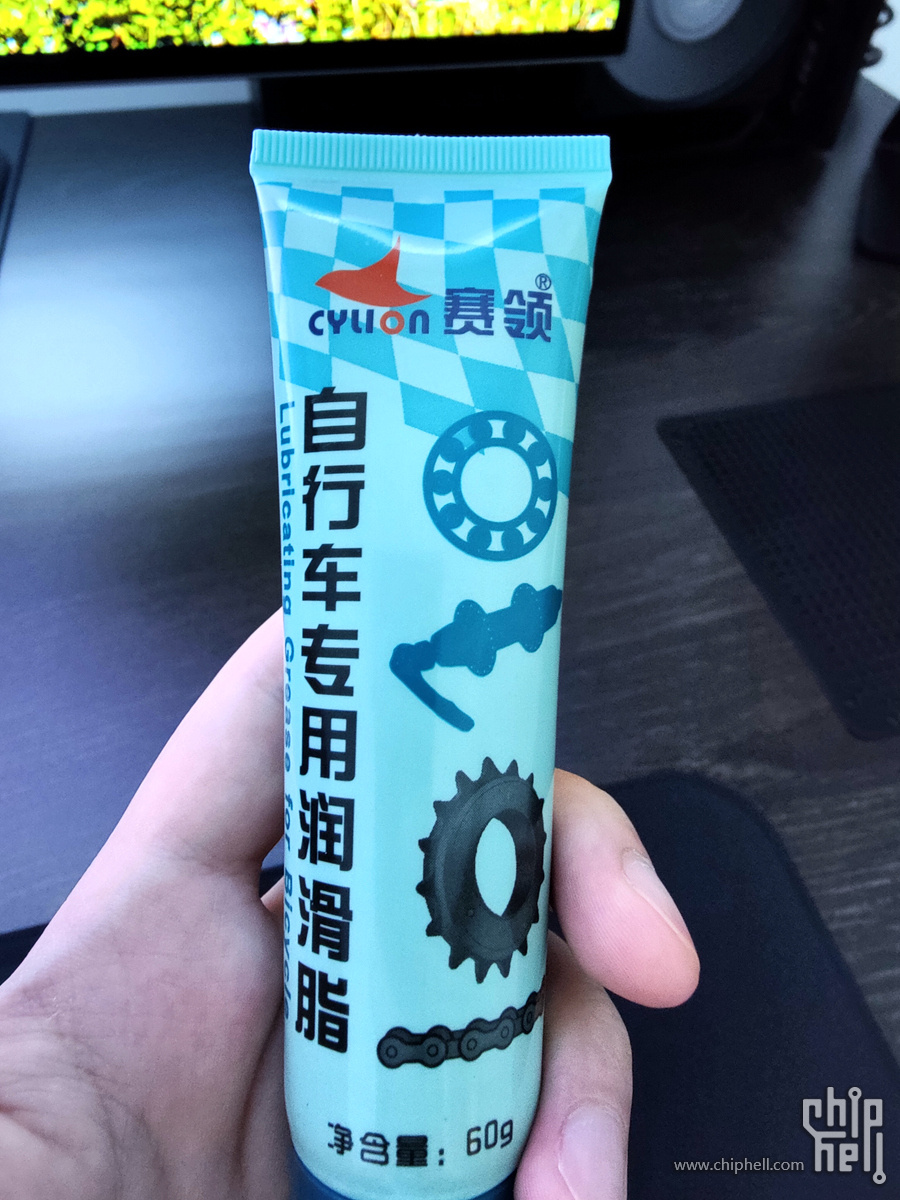 CYLION 赛领®
自行车专用润滑脂
Lubricating Grease for Bicycle
净含量：60g
www.chiphell.com
chip hell